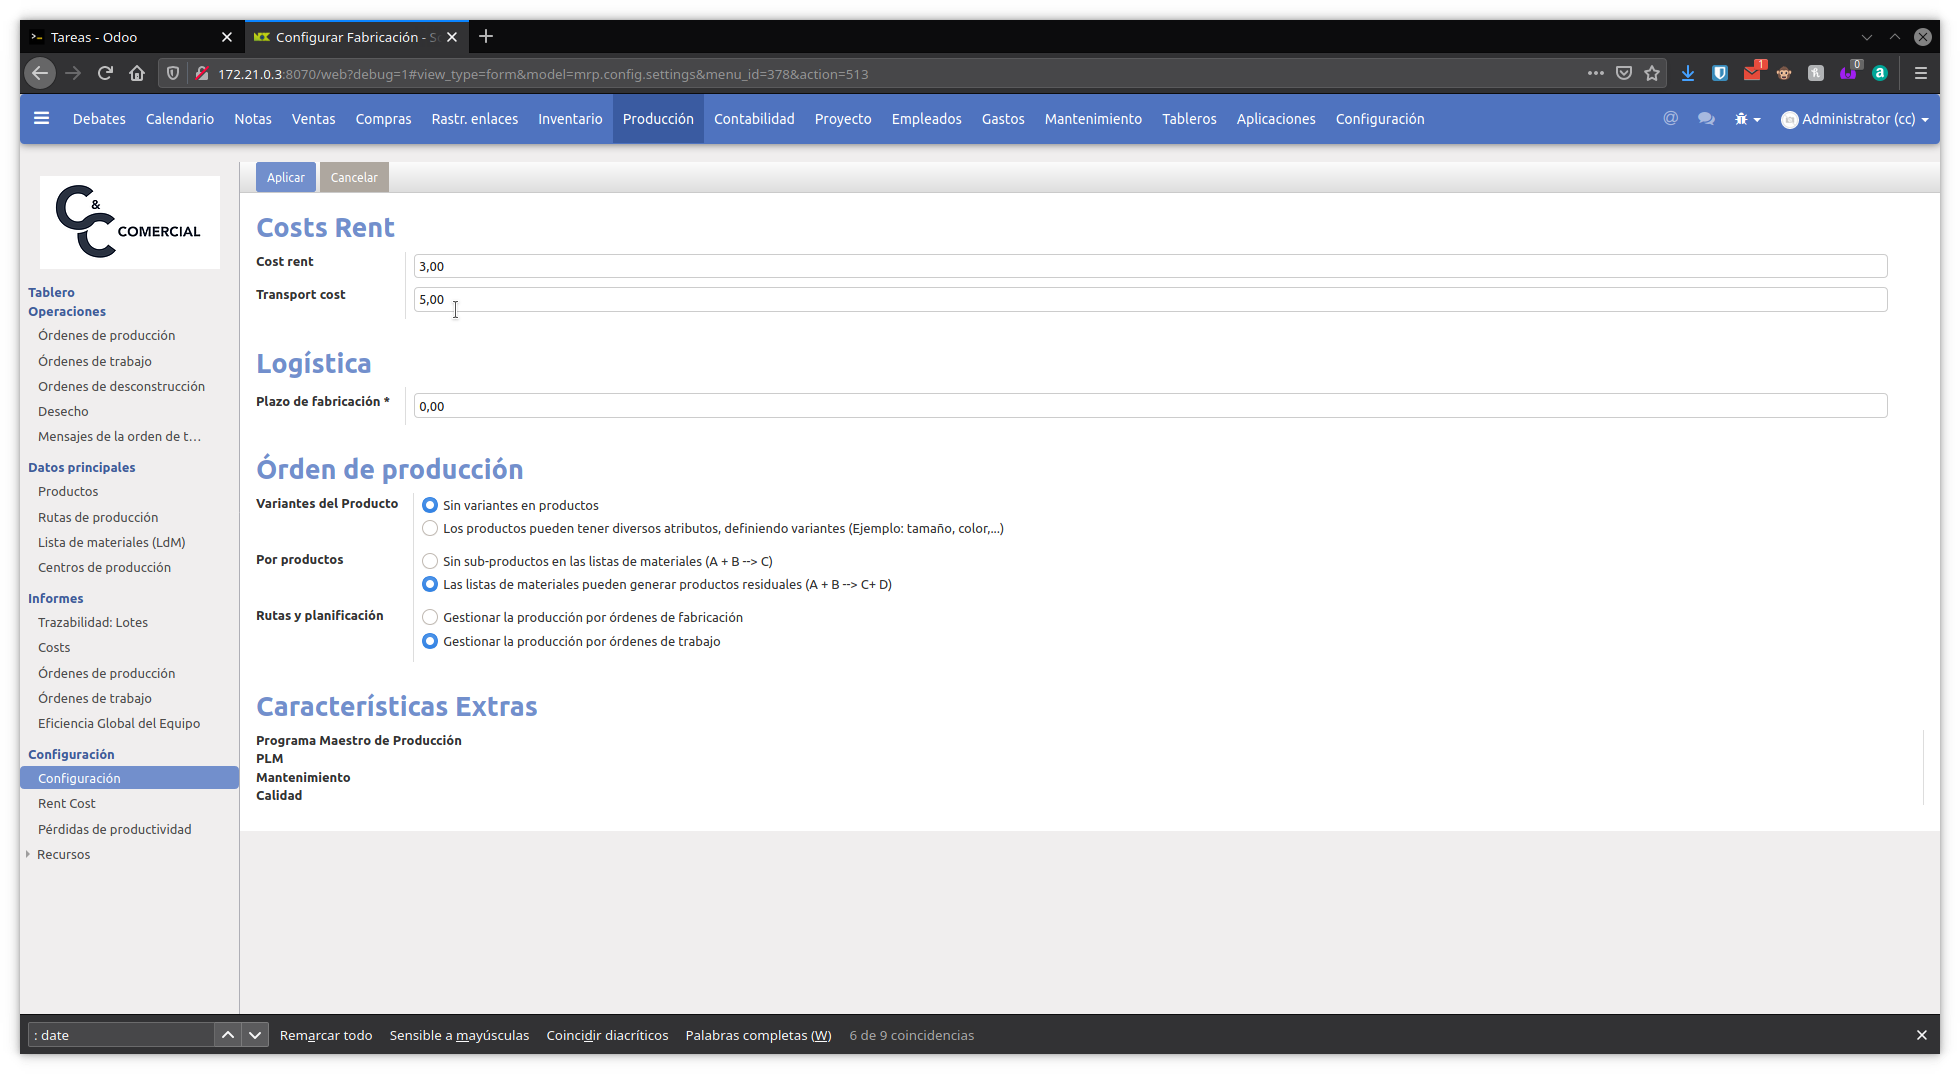 Tareas - Odoo
Configurar Fabricación - S
172.21.0.3:8070/web?debug=1#view_type=form&model=mrp.config.settings&menu_id=378&action=513
1
0
a
Debates Calendario Notas Ventas Compras Rastr. enlaces Inventario Producción Contabilidad Proyecto Empleados Gastos Mantenimiento Tableros Aplicaciones Configuración
@ Administrator (cc)
C&C COMERCIAL
Tablero
Operaciones
Órdenes de producción
Órdenes de trabajo
Ordenes de desconstrucción
Desecho
Mensajes de la orden de t...
Datos principales
Productos
Rutas de producción
Lista de materiales (LdM)
Centros de producción
Informes
Trazabilidad: Lotes
Costs
Órdenes de producción
Órdenes de trabajo
Eficiencia Global del Equipo
Configuración
Configuración
Rent Cost
Pérdidas de productividad
Recursos
Aplicar Cancelar
Costs Rent
Cost rent 3,00
Transport cost 5,00
Logística
Plazo de fabricación * 0,00
Órden de producción
Variantes del Producto Sin variantes en productos
Los productos pueden tener diversos atributos, definiendo variantes (Ejemplo: tamaño, color,...)
Por productos Sin sub-productos en las listas de materiales (A + B --> C)
Las listas de materiales pueden generar productos residuales (A + B --> C+ D)
Rutas y planificación Gestionar la producción por órdenes de fabricación
Gestionar la producción por órdenes de trabajo
Características Extras
Programa Maestro de Producción
PLM
Mantenimiento
Calidad
: date Remarcar todo Sensible a mayúsculas Coincidir diacríticos Palabras completas (W) 6 de 9 coincidencias